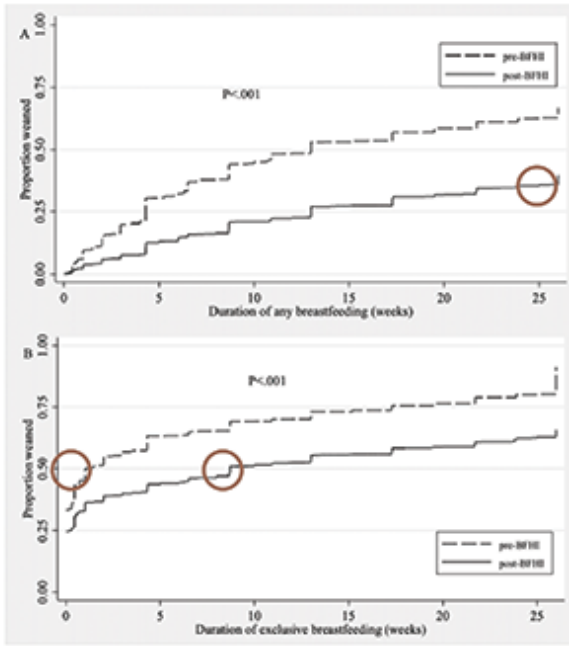 A
1.00
0.75
0.50
0.25
0.00
Proportion weaned
P<.001
pre-BFHI
post-BFHI
0
5
10
15
20
25
Duration of any breastfeeding (weeks)
B
1.00
0.75
0.50
0.25
0.00
Proportion weaned
P<.001
pre-BFHI
post-BFHI
0
5
10
15
20
25
Duration of exclusive breastfeeding (weeks)